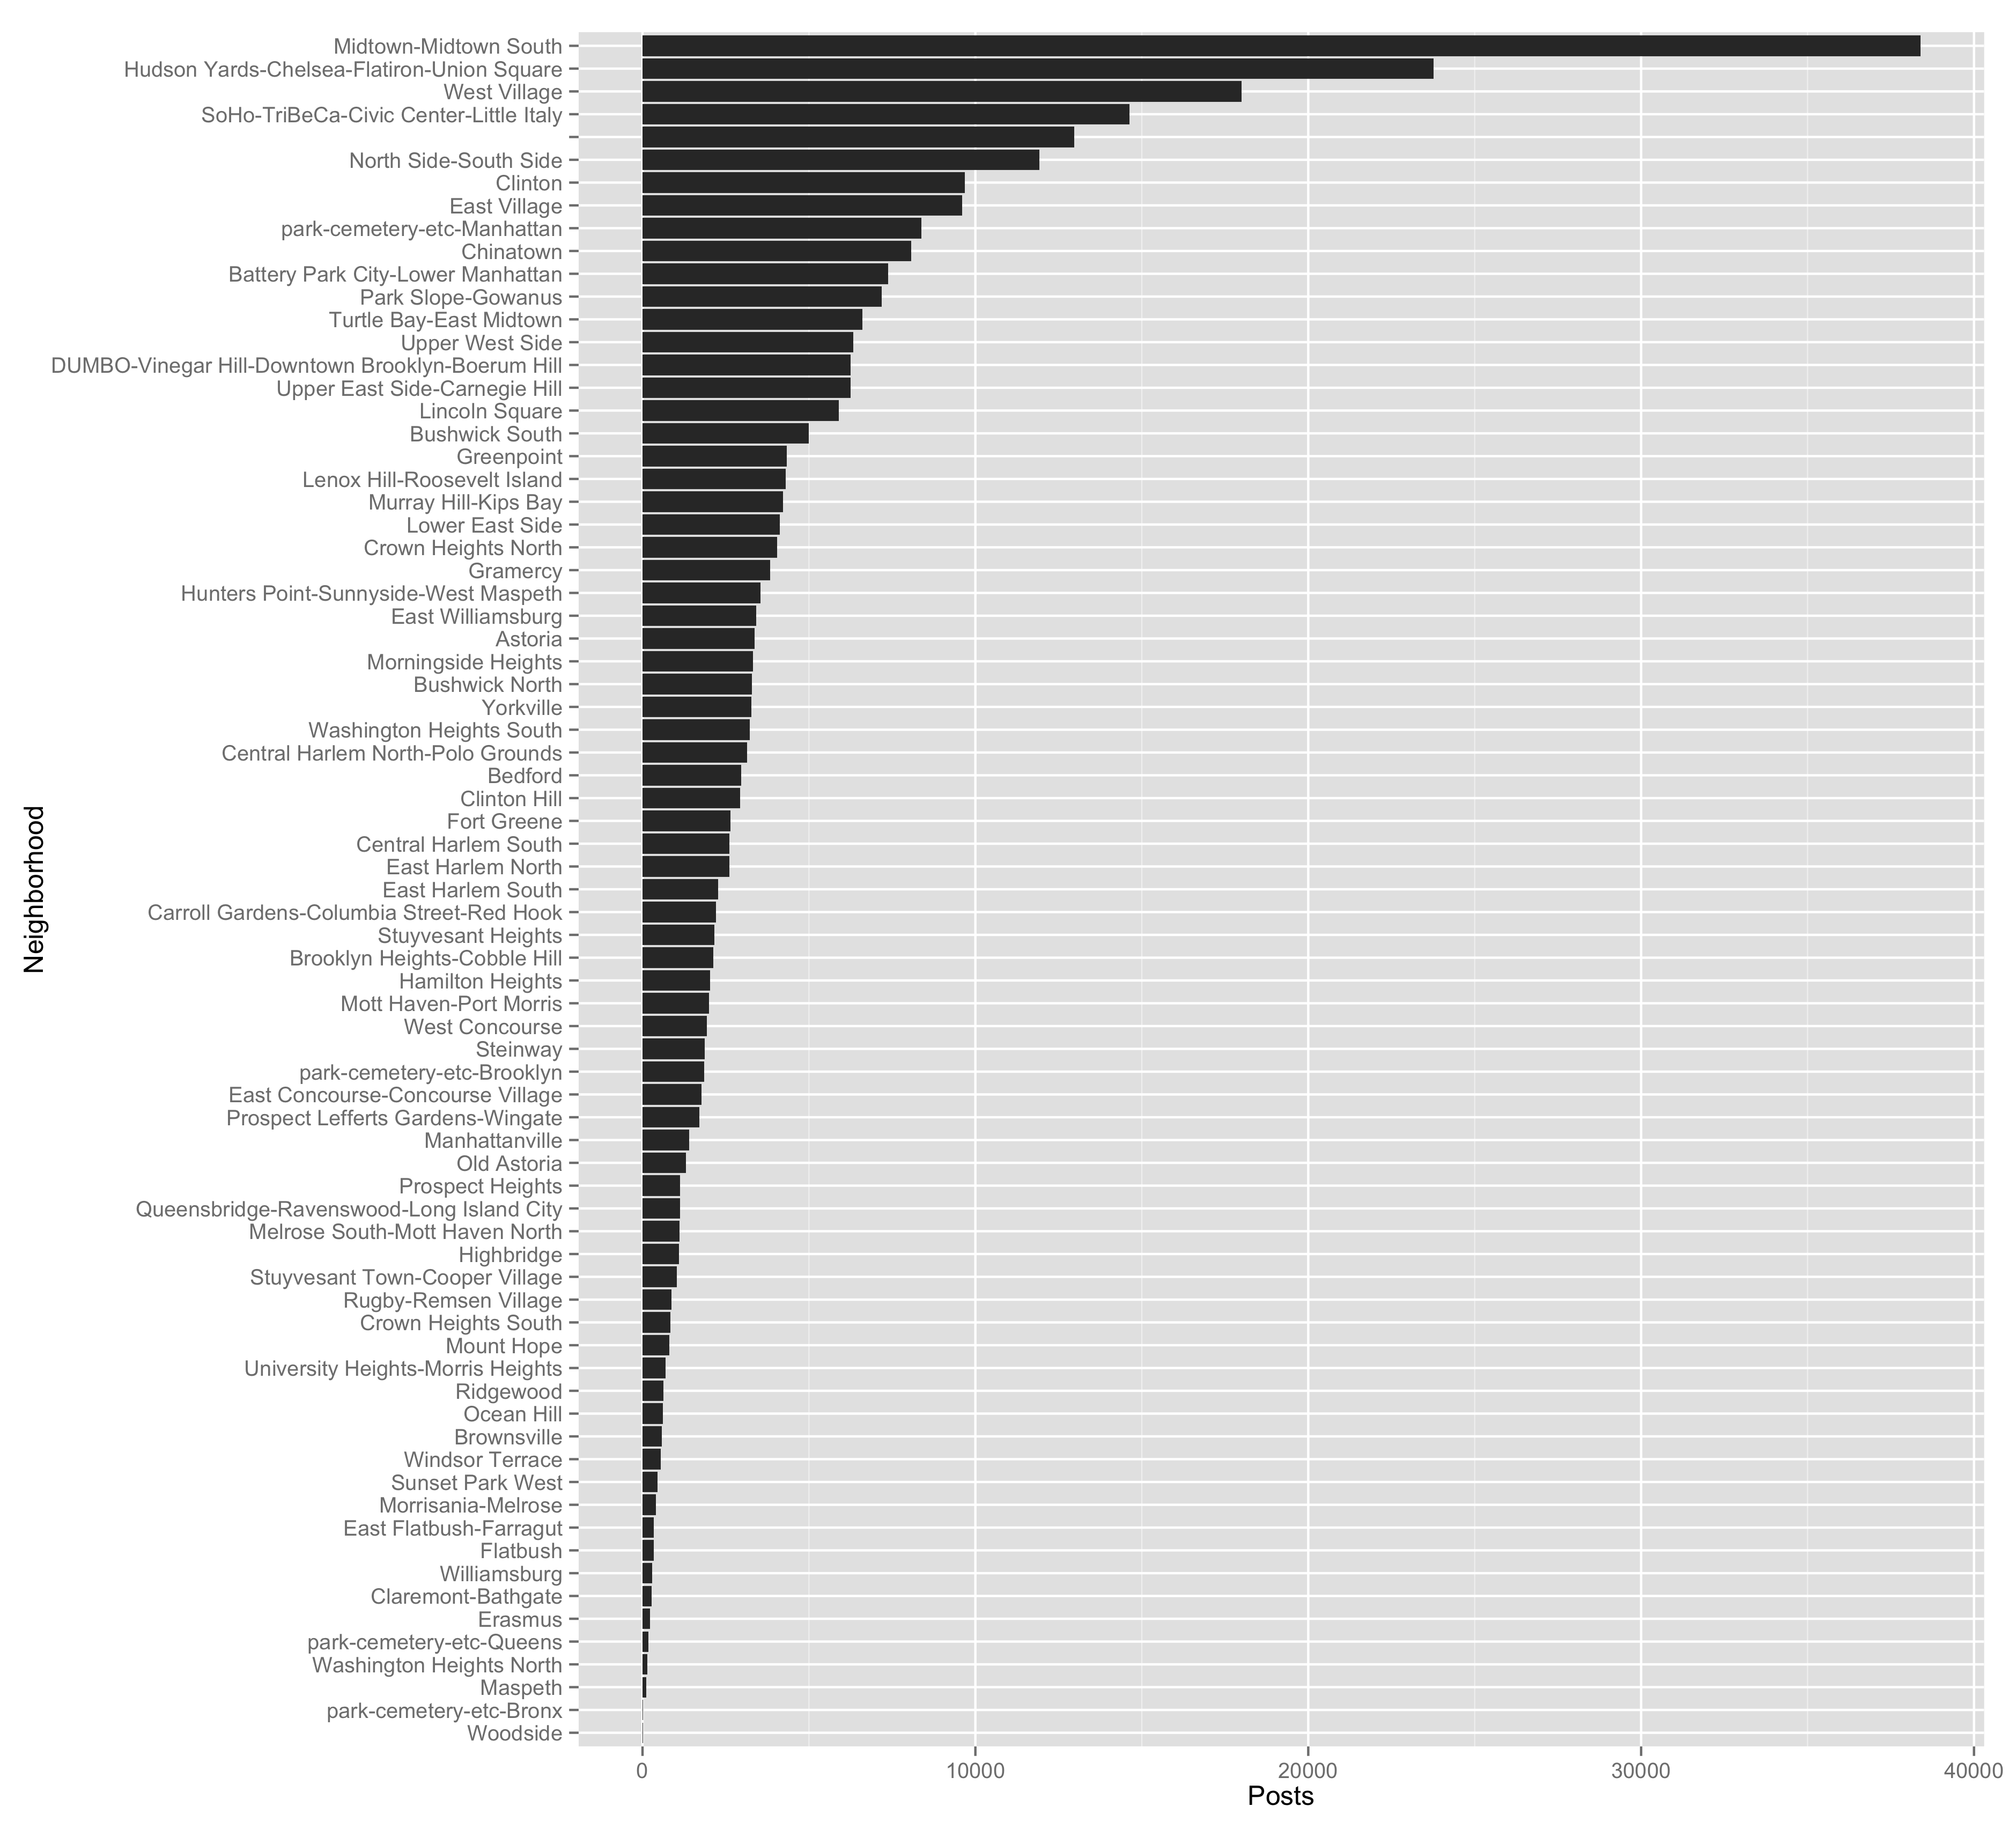 Neighborhood
Midtown-Midtown South
Hudson Yards-Chelsea-Flatiron-Union Square
West Village
SoHo-TriBeCa-Civic Center-Little Italy
North Side-South Side
Clinton
East Village
park-cemetery-etc-Manhattan
Chinatown
Battery Park City-Lower Manhattan
Park Slope-Gowanus
Turtle Bay-East Midtown
Upper West Side
DUMBO-Vinegar Hill-Downtown Brooklyn-Boerum Hill
Upper East Side-Carnegie Hill
Lincoln Square
Bushwick South
Greenpoint
Lenox Hill-Roosevelt Island
Murray Hill-Kips Bay
Lower East Side
Crown Heights North
Gramercy
Hunters Point-Sunnyside-West Maspeth
East Williamsburg
Astoria
Morningside Heights
Bushwick North
Yorkville
Washington Heights South
Central Harlem North-Polo Grounds
Bedford
Clinton Hill
Fort Greene
Central Harlem South
East Harlem North
East Harlem South
Carroll Gardens-Columbia Street-Red Hook
Stuyvesant Heights
Brooklyn Heights-Cobble Hill
Hamilton Heights
Mott Haven-Port Morris
West Concourse
Steinway
park-cemetery-etc-Brooklyn
East Concourse-Concourse Village
Prospect Lefferts Gardens-Wingate
Manhattanville
Old Astoria
Prospect Heights
Queensbridge-Ravenswood-Long Island City
Melrose South-Mott Haven North
Highbridge
Stuyvesant Town-Cooper Village
Rugby-Remsen Village
Crown Heights South
Mount Hope
University Heights-Morris Heights
Ridgewood
Ocean Hill
Brownsville
Windsor Terrace
Sunset Park West
Morrisania-Melrose
East Flatbush-Farragut
Flatbush
Williamsburg
Claremont-Bathgate
Erasmus
park-cemetery-etc-Queens
Washington Heights North
Maspeth
park-cemetery-etc-Bronx
Woodside
0 10000 20000 30000 40000
Posts